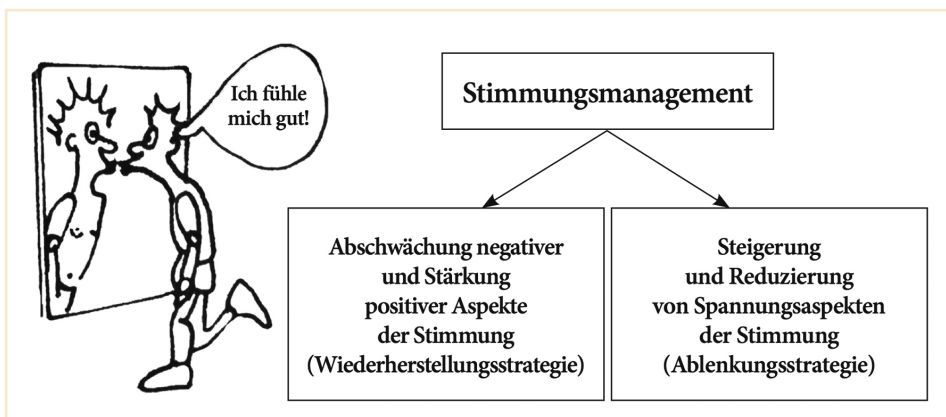 Ich fühle
mich gut!
Stimmungsmanagement
Abschwächung negativer
und Stärkung
positiver Aspekte
der Stimmung
(Wiederherstellungsstrategie)
Steigerung
und Reduzierung
von Spannungsaspekten
der Stimmung
(Ablenkungsstrategie)